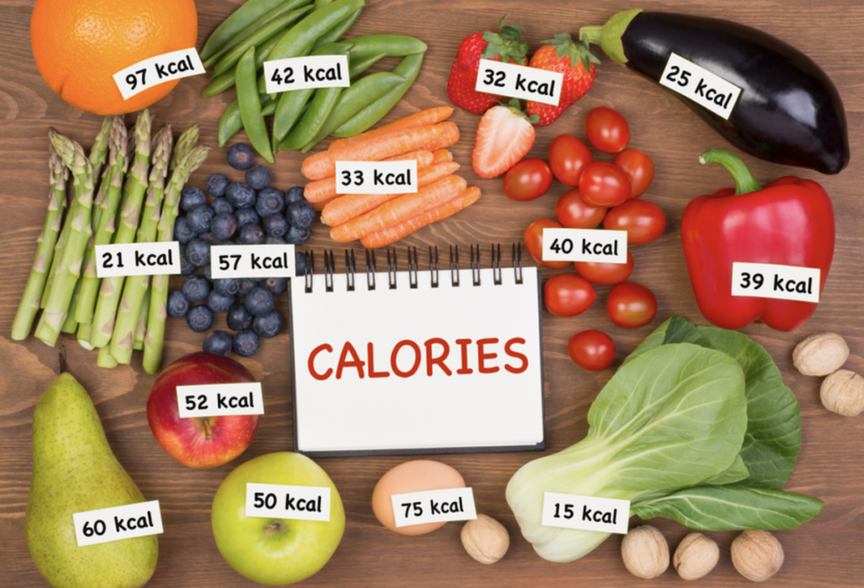 97 kcal
42 kcal
32 kcal
25 kcal
33 kcal
21 kcal
57 kcal
40 kcal
39 kcal
CALORIES
52 kcal
60 kcal
50 kcal
75 kcal
15 kcal